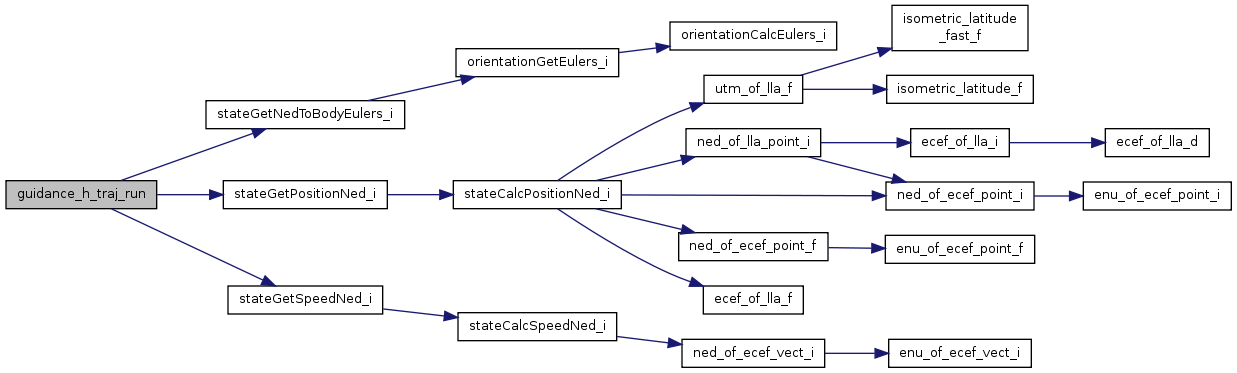 guidance_h_traj_run
stateGetNedToBodyEulers_i
orientationGetEulers_i
orientationCalcEulers_i
stateGetPositionNed_i
stateCalcPositionNed_i
utm_of_lla_f
isometric_latitude
_fast_f
isometric_latitude_f
ned_of_lla_point_i
ecef_of_lla_i
ecef_of_lla_d
ned_of_ecef_point_i
enu_of_ecef_point_i
ned_of_ecef_point_f
enu_of_ecef_point_f
ecef_of_lla_f
stateGetSpeedNed_i
stateCalcSpeedNed_i
ned_of_ecef_vect_i
enu_of_ecef_vect_i